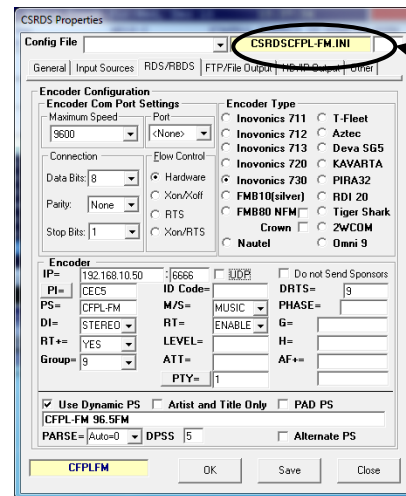 CSRDS Properties
Config File CSRDSCFPL-FM.INI
General Input Sources RDS/RBDS FTP/File Output HD/IP Output Other
Encoder Configuration
Encoder Com Port Settings Encoder Type
Maximum Speed Port
9600 <None>
Connection Flow Control
Data Bits: 8 Hardware
Xon/Xoff
Parity: None RTS
Stop Bits: 1 Xon/RTS
Inovonics 711 T-Fleet
Inovonics 712 Aztec
Inovonics 713 Deva SG5
Inovonics 720 KAVARTA
Inovonics 730 PIRA32
FMB10(silver) RDI 20
FMB80 NFM Tiger Shark
Crown 2WCOM
Nautel Omni 9
Encoder
IP= 192.168.10.50 : 6666 UDP Do not Send Sponsors
PI= CEC5 ID Code= DRTS= 9
PS= CFPL-FM M/S= MUSIC PHASE=
DI= STEREO RT= ENABLE G=
RT+= YES LEVEL= H=
Group= 9 ATT= AF+=
PTY= 1
Use Dynamic PS Artist and Title Only PAD PS
CFPL-FM 96.5FM
PARSE= Auto=0 DPSS 5 Alternate PS
CFPLFM OK Save Close